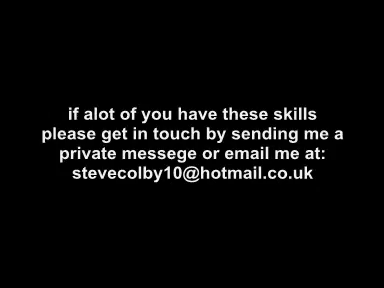 if alot of you have these skills
please get in touch by sending me a
private messege or email me at:
stevecolby10@hotmail.co.uk